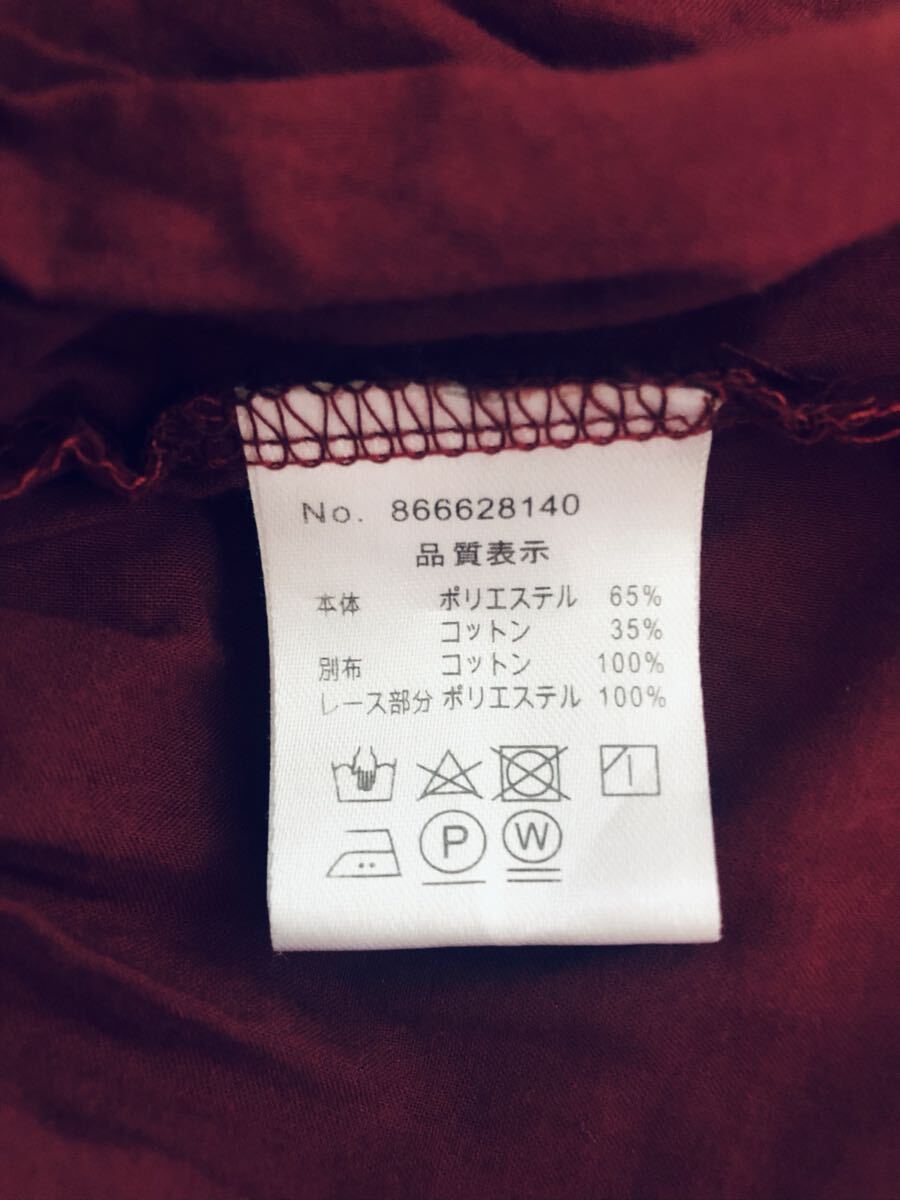 No. 866628140
品質表示
本体 ポリエステル 65%
コットン 35%
別布 コットン 100%
レース部分 ポリエステル 100%
P W